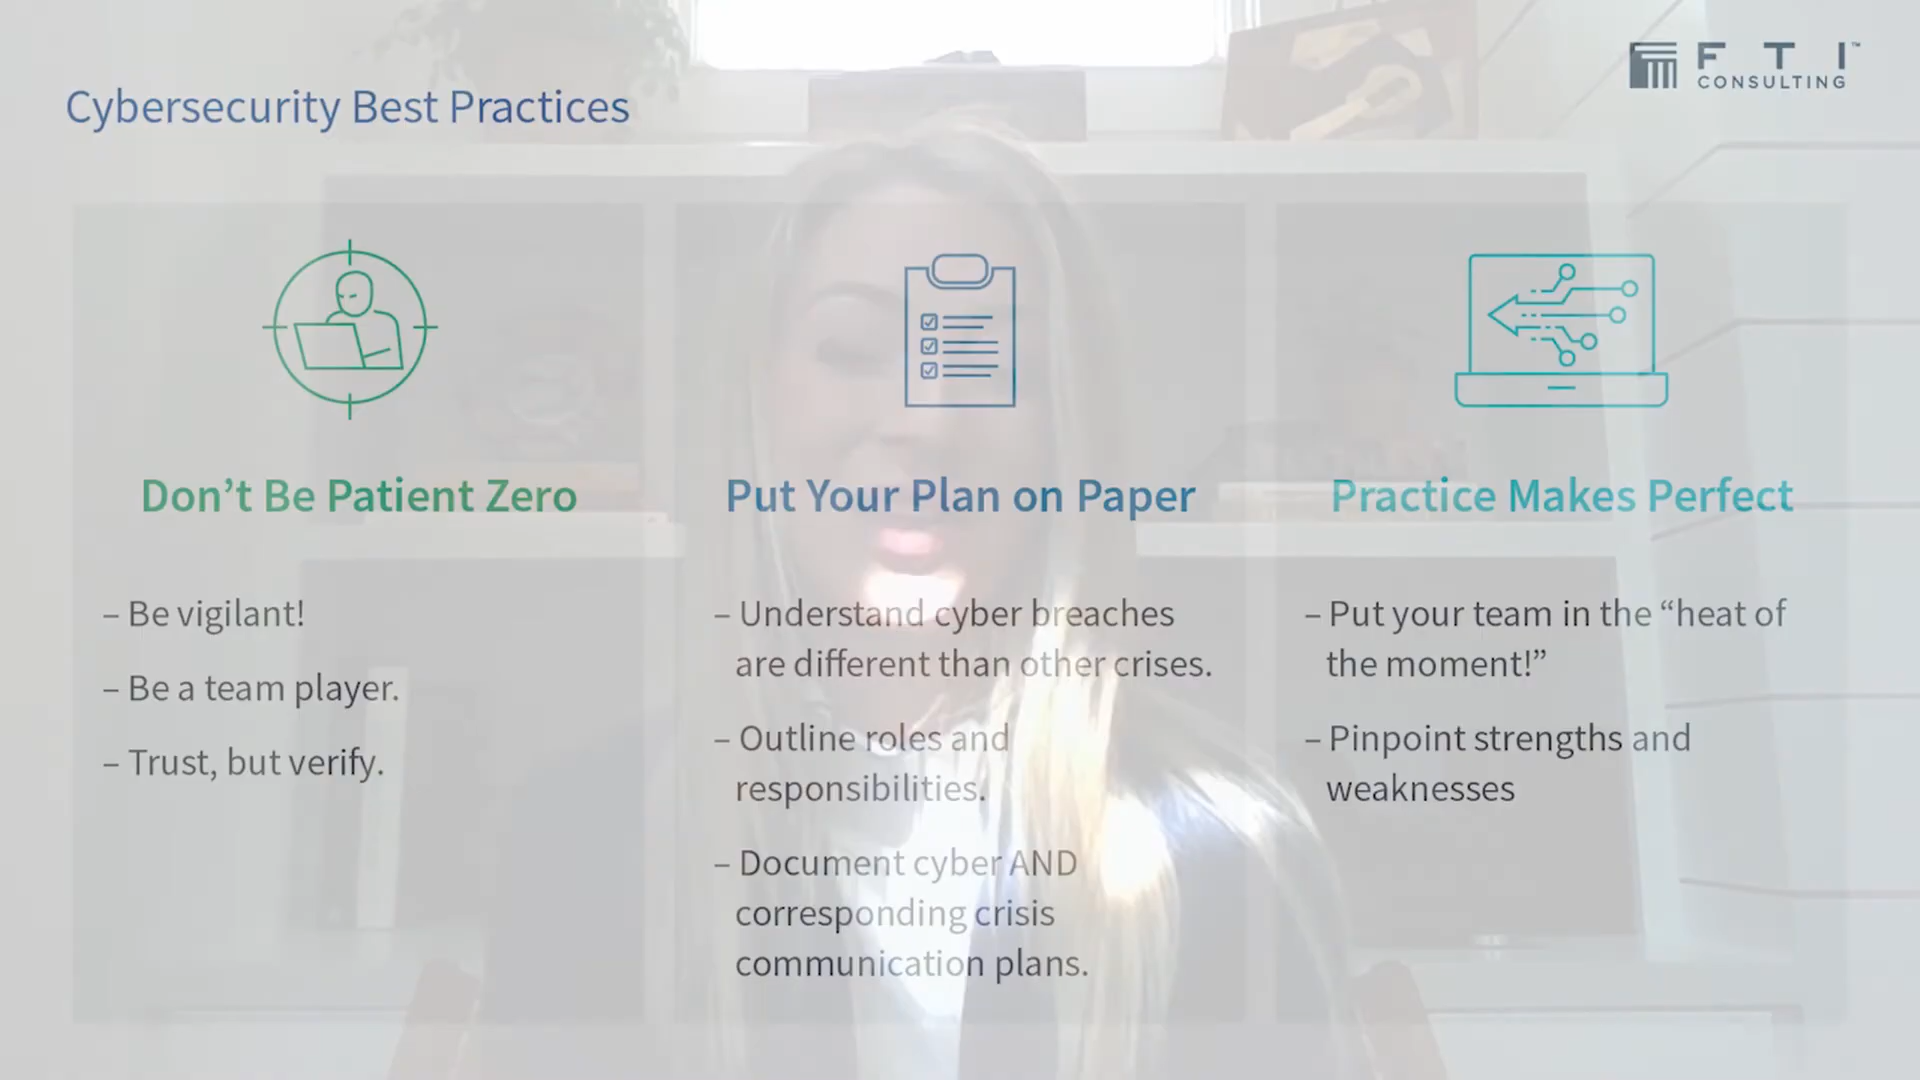 Cybersecurity Best Practices
FTI™
CONSULTING
Don’t Be Patient Zero
– Be vigilant!
– Be a team player.
– Trust, but verify.
Put Your Plan on Paper
– Understand cyber breaches
are different than other crises.
– Outline roles and
responsibilities.
– Document cyber AND
corresponding crisis
communication plans.
Practice Makes Perfect
– Put your team in the “heat of
the moment!”
– Pinpoint strengths and
weaknesses